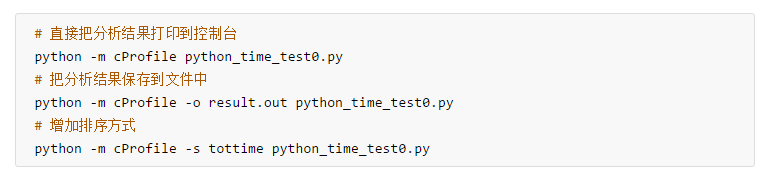 # 直接把分析结果打印到控制台
python -m cProfile python_time_test0.py
# 把分析结果保存到文件中
python -m cProfile -o result.out python_time_test0.py
# 增加排序方式
python -m cProfile -s tottime python_time_test0.py